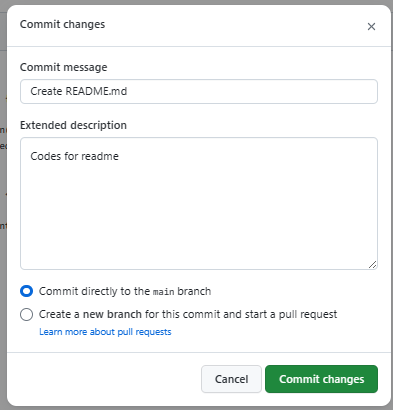 Commit changes
Commit message
Create README.md
Extended description
Codes for readme
Commit directly to the main branch
Create a new branch for this commit and start a pull request
Learn more about pull requests
Cancel
Commit changes